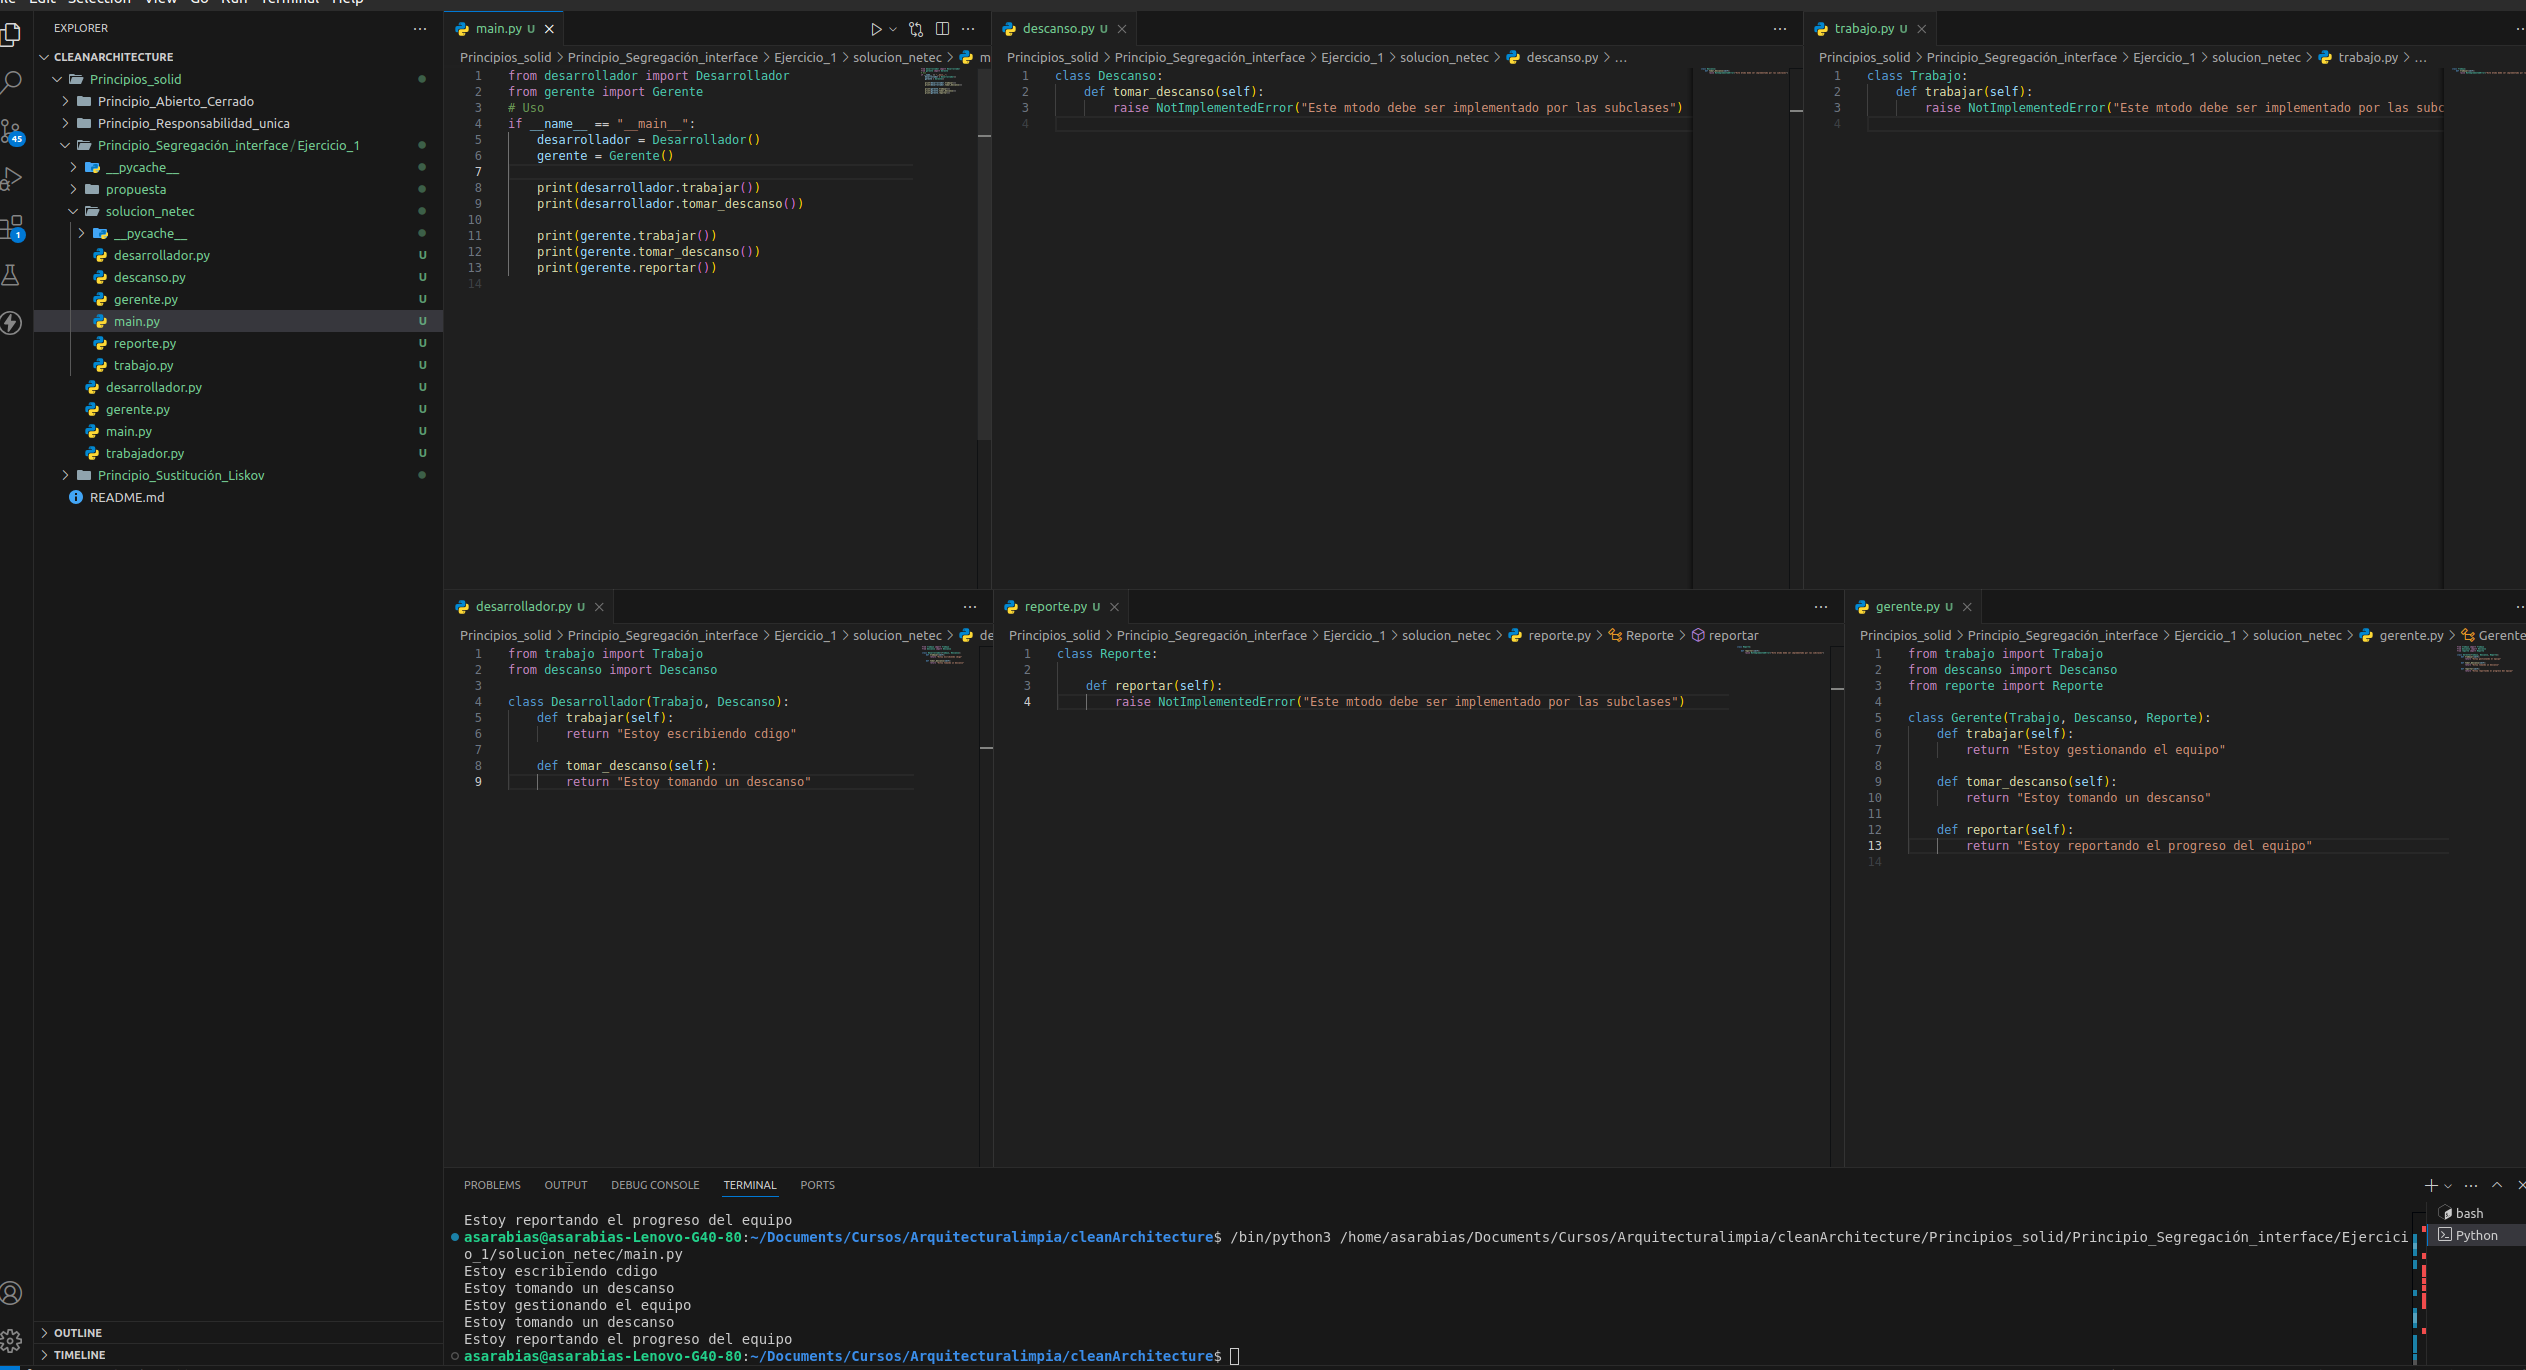 Edit Selection View Go Run Terminal Help
EXPLORER
CLEANARCHITECTURE
Principios_solid
Principio_Abierto_Cerrado
Principio_Responsabilidad_unica
Principio_Segregación_interface / Ejercicio_1
__pycache__
propuesta
solucion_netec
__pycache__
desarrollador.py U
descanso.py U
gerente.py U
main.py U
reporte.py U
trabajo.py U
desarrollador.py U
gerente.py U
main.py U
trabajador.py U
Principio_Sustitución_Liskov
README.md
45
1
OUTLINE
TIMELINE
main.py U
Principios_solid > Principio_Segregación_interface > Ejercicio_1 > solucion_netec > m
1 from desarrollador import Desarrollador
2 from gerente import Gerente
3 # Uso
4 if __name__ == "__main__":
5 desarrollador = Desarrollador()
6 gerente = Gerente()
7
8 print(desarrollador.trabajar())
9 print(desarrollador.tomar_descanso())
10
11 print(gerente.trabajar())
12 print(gerente.tomar_descanso())
13 print(gerente.reportar())
14
descanso.py U
Principios_solid > Principio_Segregación_interface > Ejercicio_1 > solucion_netec > descanso.py > ...
1 class Descanso:
2 def tomar_descanso(self):
3 raise NotImplementedError("Este mtodo debe ser implementado por las subclases")
4
trabajo.py U
Principios_solid > Principio_Segregación_interface > Ejercicio_1 > solucion_netec > trabajo.py > ...
1 class Trabajo:
2 def trabajar(self):
3 raise NotImplementedError("Este mtodo debe ser implementado por las subc
4
desarrollador.py U
Principios_solid > Principio_Segregación_interface > Ejercicio_1 > solucion_netec > de
1 from trabajo import Trabajo
2 from descanso import Descanso
3
4 class Desarrollador(Trabajo, Descanso):
5 def trabajar(self):
6 return "Estoy escribiendo cdigo"
7
8 def tomar_descanso(self):
9 return "Estoy tomando un descanso"
reporte.py U
Principios_solid > Principio_Segregación_interface > Ejercicio_1 > solucion_netec > reporte.py > Reporte > reportar
1 class Reporte:
2
3 def reportar(self):
4 raise NotImplementedError("Este mtodo debe ser implementado por las subclases")
gerente.py U
Principios_solid > Principio_Segregación_interface > Ejercicio_1 > solucion_netec > gerente.py > Gerente
1 from trabajo import Trabajo
2 from descanso import Descanso
3 from reporte import Reporte
4
5 class Gerente(Trabajo, Descanso, Reporte):
6 def trabajar(self):
7 return "Estoy gestionando el equipo"
8
9 def tomar_descanso(self):
10 return "Estoy tomando un descanso"
11
12 def reportar(self):
13 return "Estoy reportando el progreso del equipo"
14
PROBLEMS OUTPUT DEBUG CONSOLE TERMINAL PORTS
Estoy reportando el progreso del equipo
asarabias@asarabias-Lenovo-G40-80:~/Documents/Cursos/Arquitecturalimpia/cleanArchitecture$ /bin/python3 /home/asarabias/Documents/Cursos/Arquitecturalimpia/cleanArchitecture/Principios_solid/Principio_Segregación_interface/Ejercici
o_1/solucion_netec/main.py
Estoy escribiendo cdigo
Estoy tomando un descanso
Estoy gestionando el equipo
Estoy tomando un descanso
Estoy reportando el progreso del equipo
asarabias@asarabias-Lenovo-G40-80:~/Documents/Cursos/Arquitecturalimpia/cleanArchitecture$
bash
Python